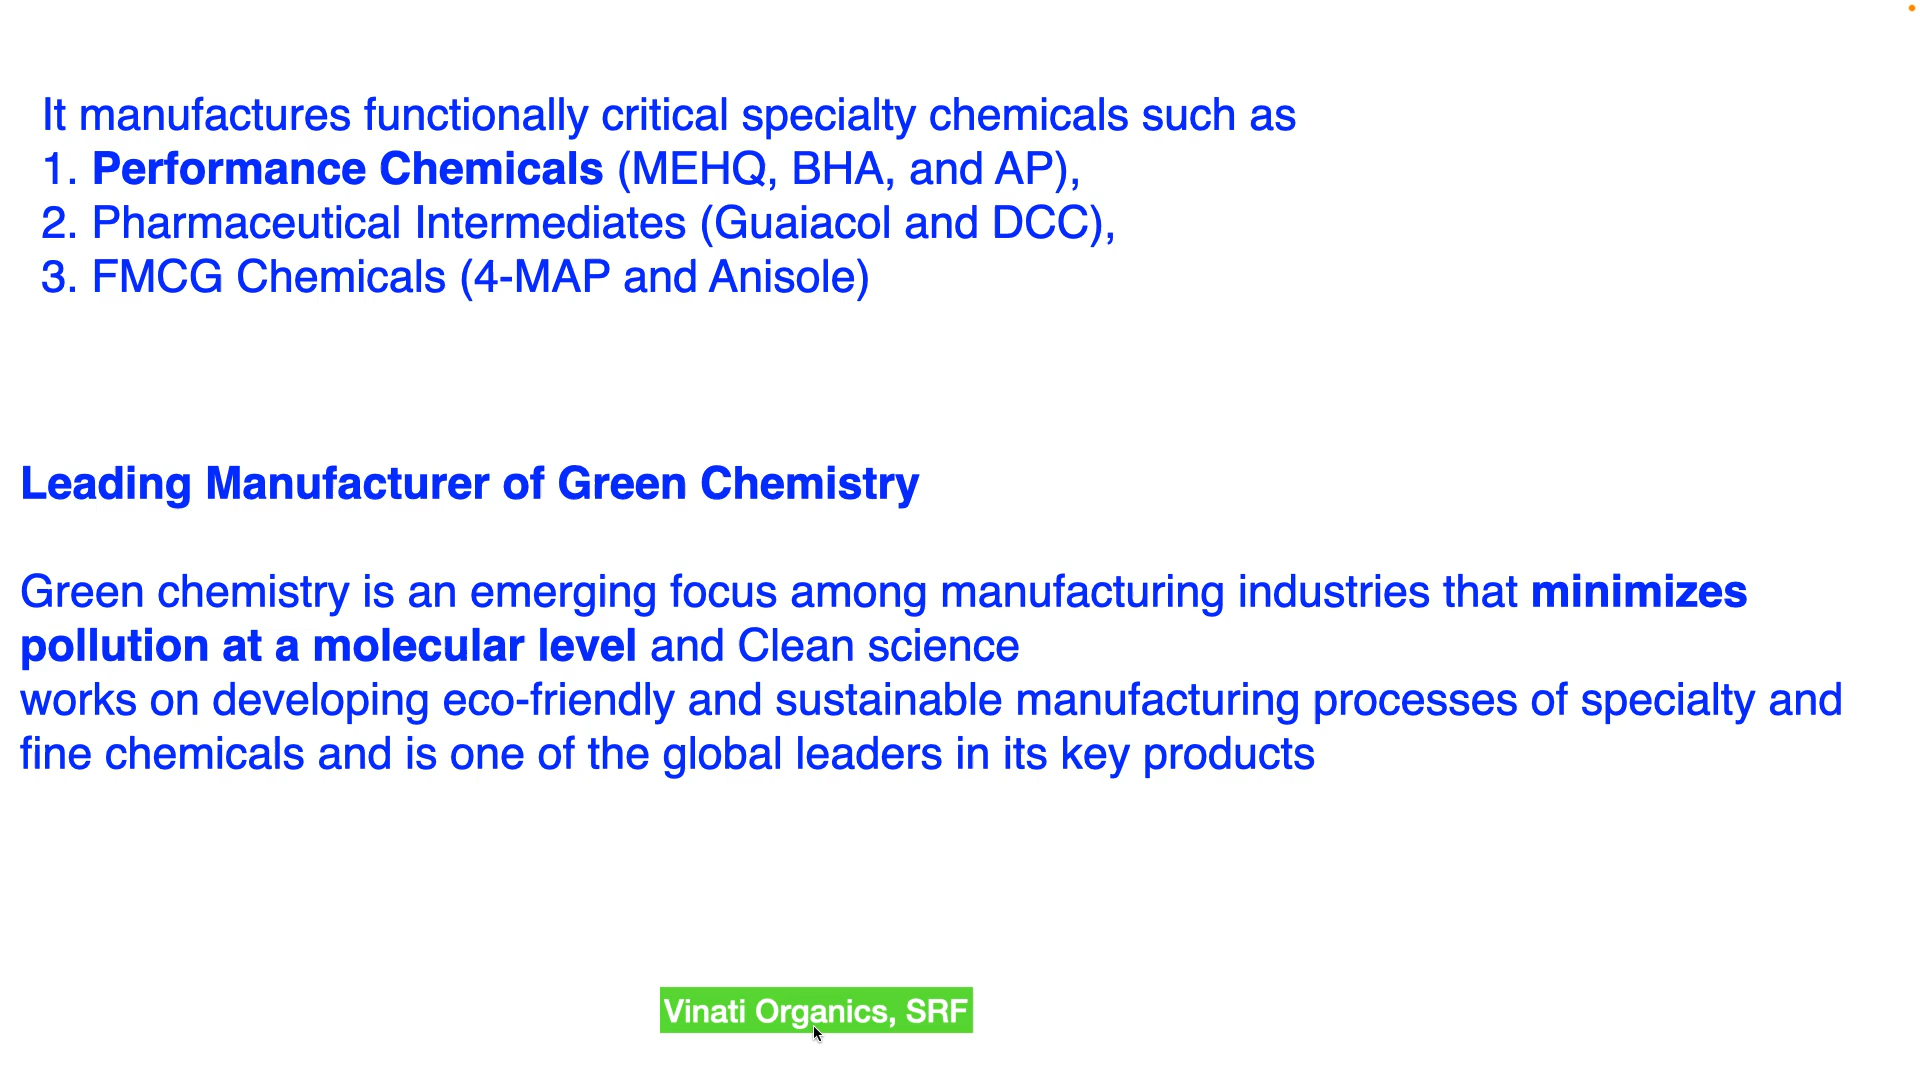 It manufactures functionally critical specialty chemicals such as
1. Performance Chemicals (MEHQ, BHA, and AP),
2. Pharmaceutical Intermediates (Guaiacol and DCC),
3. FMCG Chemicals (4-MAP and Anisole)
Leading Manufacturer of Green Chemistry
Green chemistry is an emerging focus among manufacturing industries that minimizes
pollution at a molecular level and Clean science
works on developing eco-friendly and sustainable manufacturing processes of specialty and
fine chemicals and is one of the global leaders in its key products
Vinati Organics, SRF